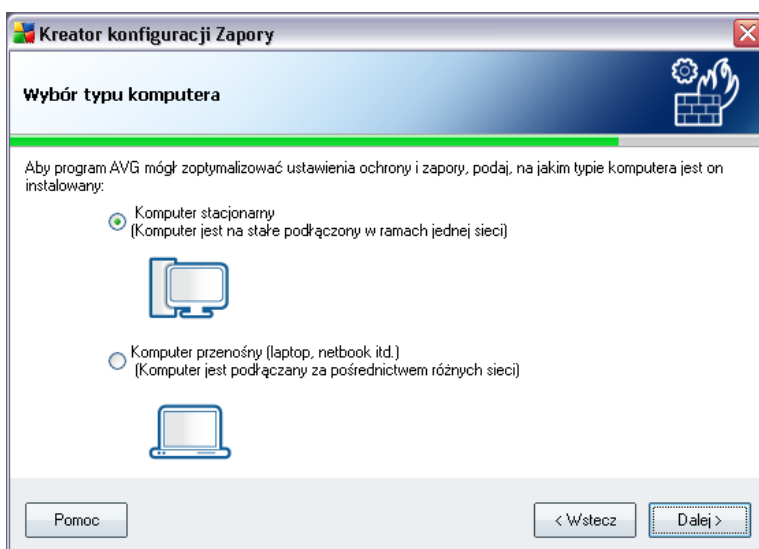 Kreator konfiguracji Zapory
Wybór typu komputera
Aby program AVG mógł zoptymalizować ustawienia ochrony i zapory, podaj, na jakim typie komputera jest on
instalowany:
Komputer stacjonarny
(Komputer jest na stałe podłączony w ramach jednej sieci)
Komputer przenośny (laptop, netbook itd.)
(Komputer jest podłączany za pośrednictwem różnych sieci)
Pomoc
< Wstecz
Dalej >